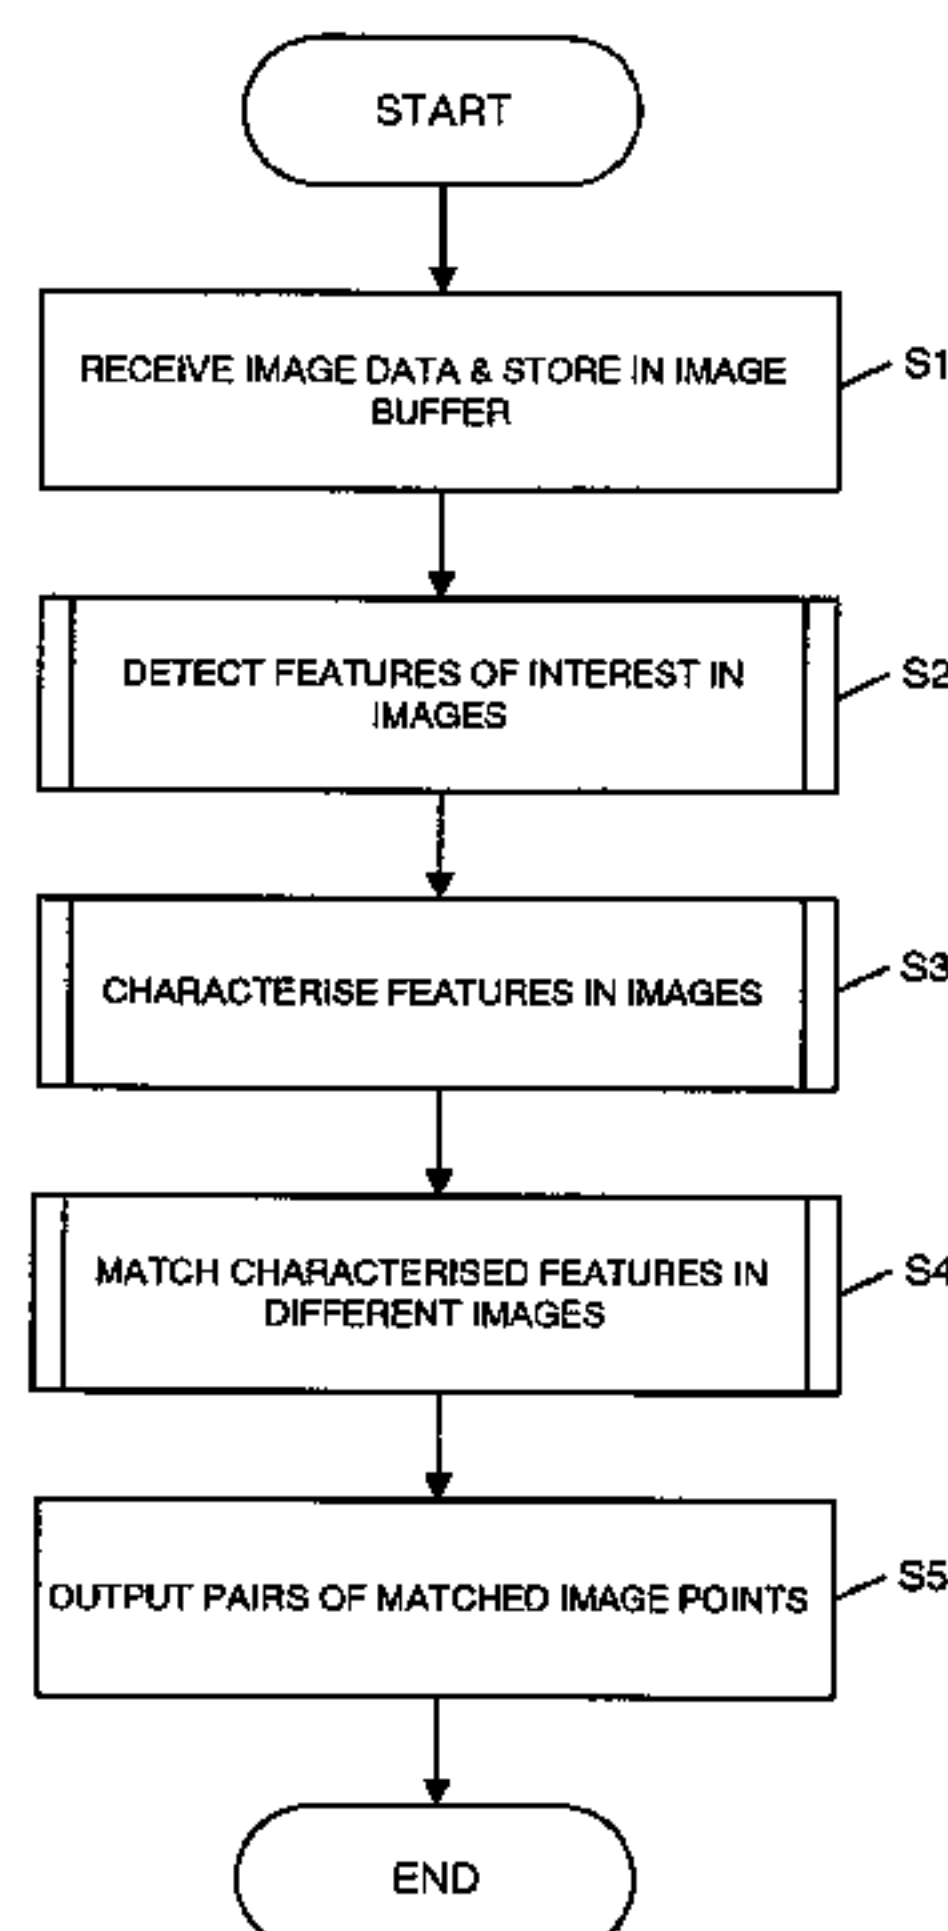 START
RECEIVE IMAGE DATA & STORE IN IMAGE
BUFFER
S1
DETECT FEATURES OF INTEREST IN
IMAGES
S2
CHARACTERISE FEATURES IN IMAGES
S3
MATCH CHARACTERISED FEATURES IN
DIFFERENT IMAGES
S4
OUTPUT PAIRS OF MATCHED IMAGE POINTS
S5
END